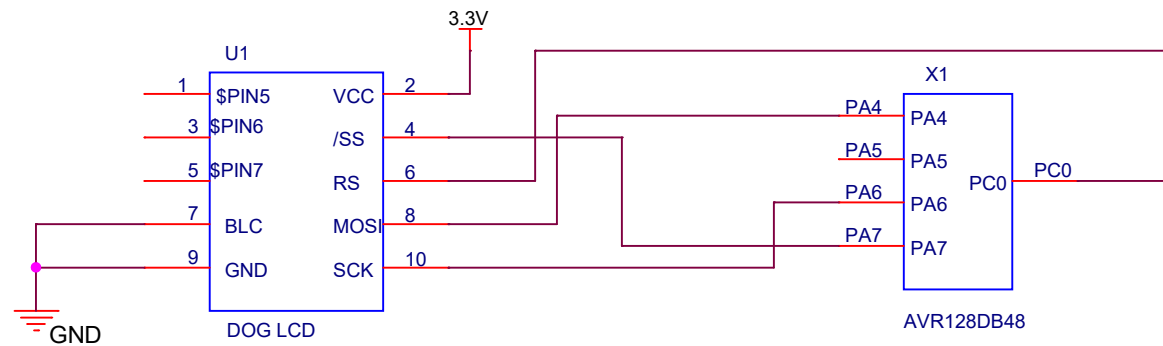 3.3V
U1
X1
1
$PIN5
VCC
2
3
$PIN6
/SS
4
5
$PIN7
RS
6
7
BLC
MOSI
8
9
GND
SCK
10
GND
DOG LCD
PA4
PA4
PA5
PA5
PC0
PC0
PA6
PA6
PA7
PA7
AVR128DB48